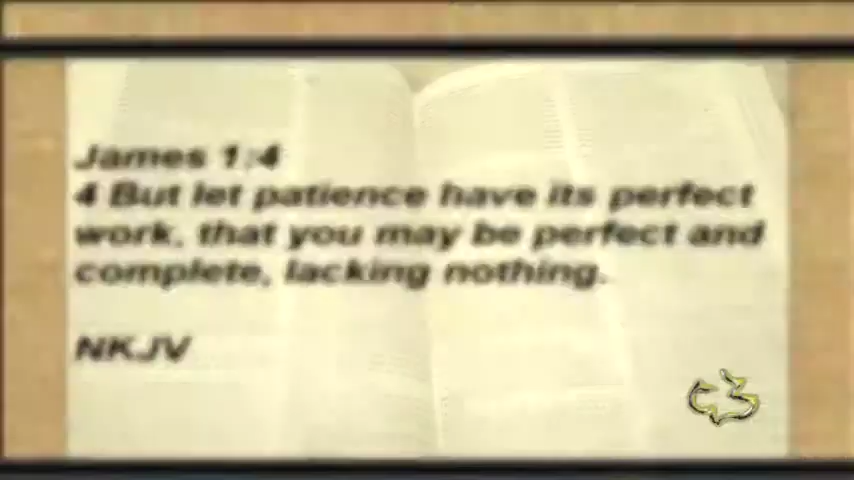 James 1:4
4 But let patience have its perfect
work, that you may be perfect and
complete, lacking nothing.
NKJV